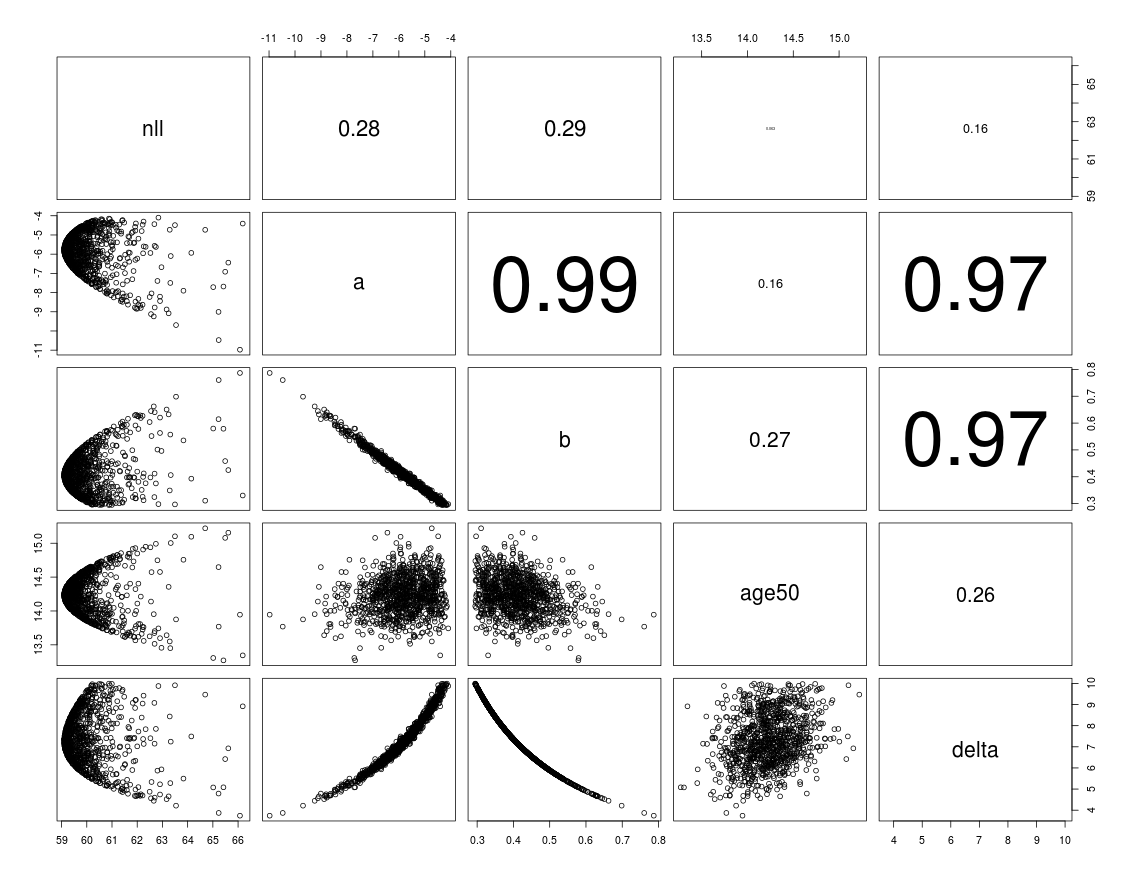 -11 -10 -9 -8 -7 -6 -5 -4 13.5 14.0 14.5 15.0
nll 0.28 0.29 0.16
59 61 63 65
-11 -9 -8 -7 -6 -5 -4
a 0.99 0.16 0.97
b 0.27 0.97
0.3 0.4 0.5 0.6 0.7 0.8
13.5 14.0 14.5 15.0
age50 0.26
delta
4 5 6 7 8 9 10
59 60 61 62 63 64 65 66 0.3 0.4 0.5 0.6 0.7 0.8 4 5 6 7 8 9 10